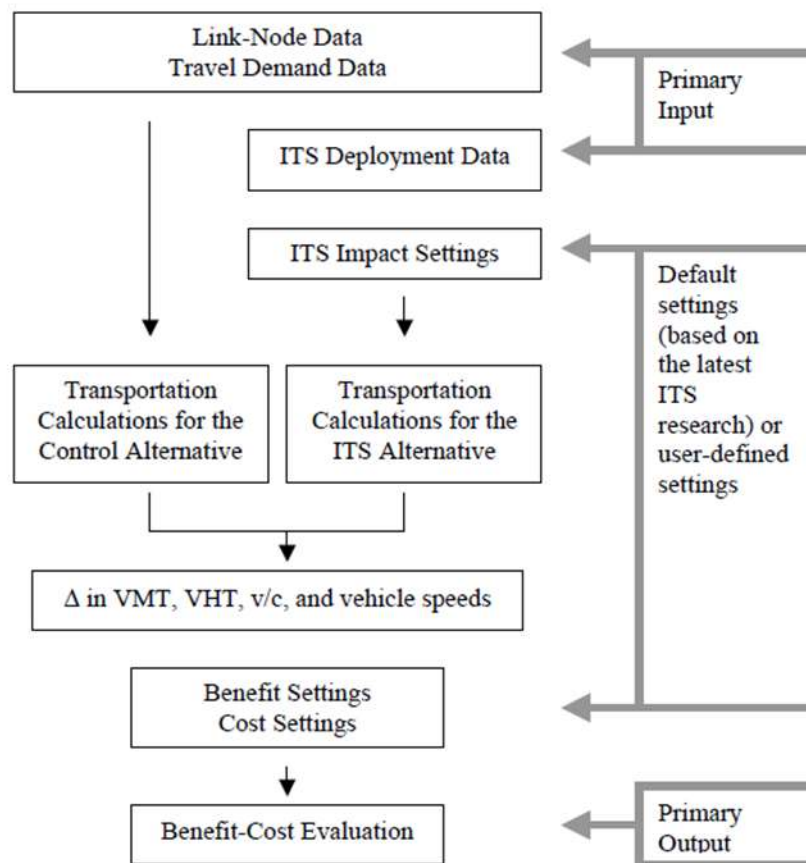 Link-Node Data
Travel Demand Data
Primary
Input
ITS Deployment Data
ITS Impact Settings
Default
settings
(based on
the latest
ITS
research) or
user-defined
settings
Transportation
Calculations for the
Control Alternative
Transportation
Calculations for the
ITS Alternative
Δ in VMT, VHT, v/c, and vehicle speeds
Benefit Settings
Cost Settings
Benefit-Cost Evaluation
Primary
Output